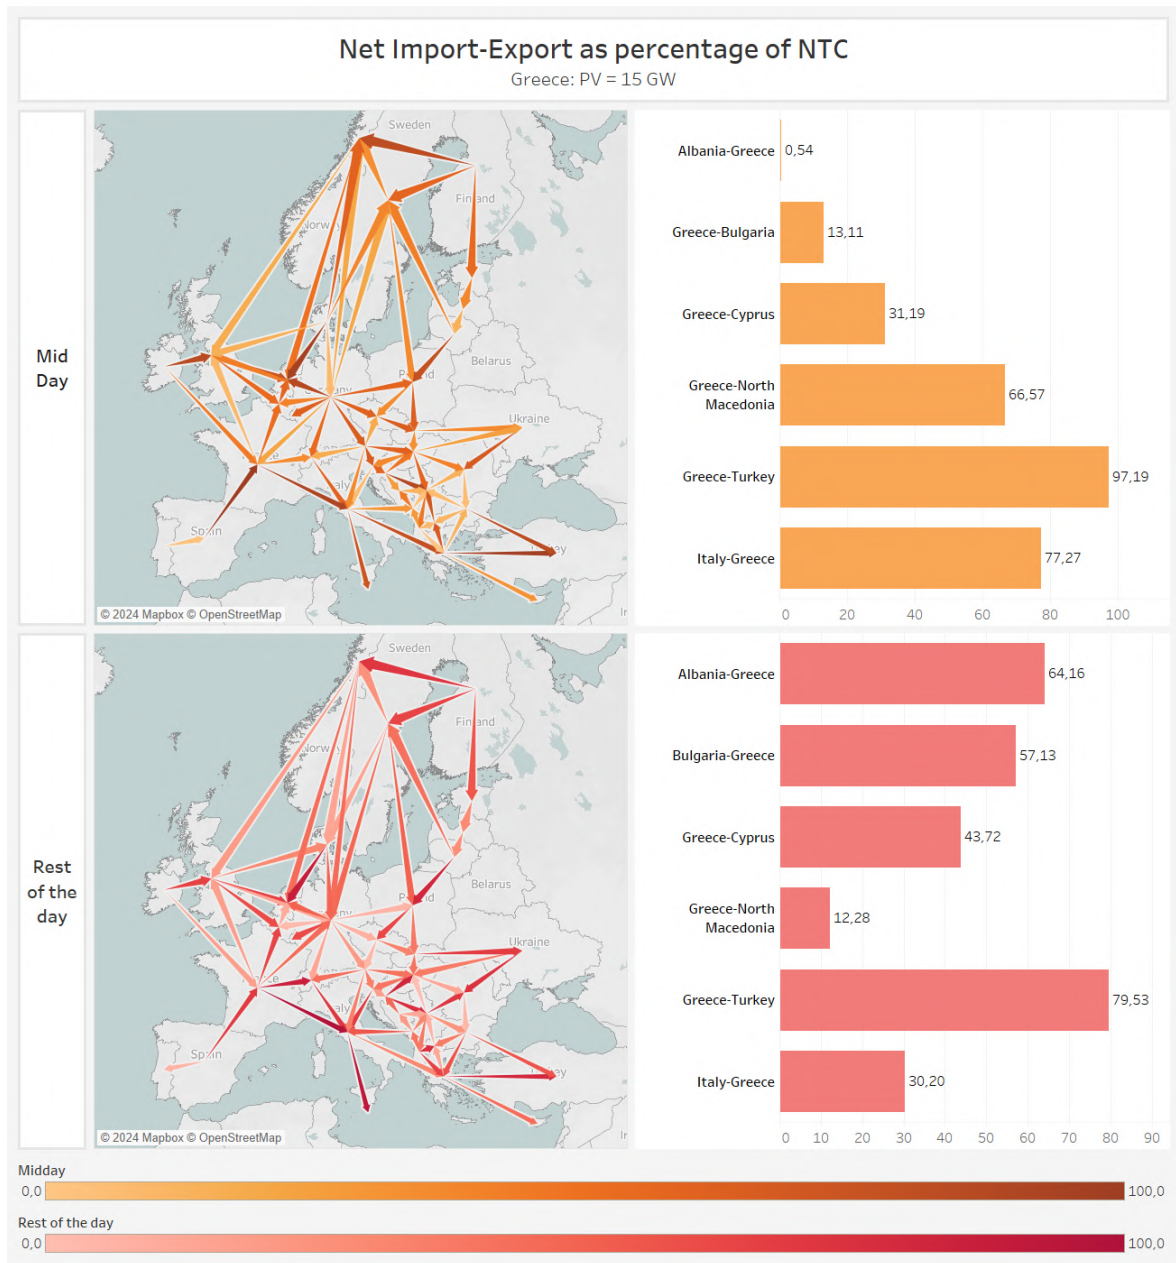 Net Import-Export as percentage of NTC
Greece: PV = 15 GW
Mid
Day
Sweden
Finland
Belarus
Ukraine
Spain
© 2024 Mapbox © OpenStreetMap
Albania-Greece
0,54
Greece-Bulgaria
13,11
Greece-Cyprus
31,19
Greece-North
Macedonia
66,57
Greece-Turkey
97,19
Italy-Greece
77,27
0 20 40 60 80 100
Rest
of the
day
Sweden
Finland
Norway
Belarus
Ukraine
Spain
© 2024 Mapbox © OpenStreetMap
Albania-Greece
64,16
Bulgaria-Greece
57,13
Greece-Cyprus
43,72
Greece-North
Macedonia
12,28
Greece-Turkey
79,53
Italy-Greece
30,20
0 10 20 30 40 50 60 70 80 90
Midday
0,0 100,0
Rest of the day
0,0 100,0